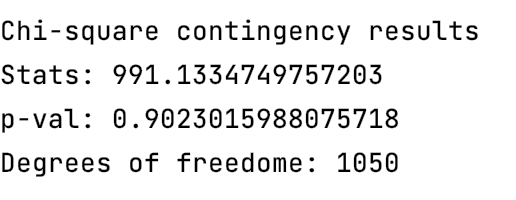 Chi-square contingency results
Stats: 991.1334749757203
p-val: 0.9023015988075718
Degrees of freedome: 1050